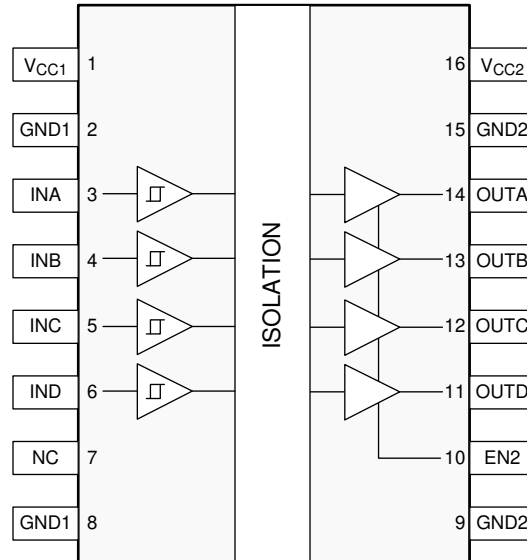 VCC1 1 16 VCC2
GND1 2 15 GND2
INA 3 14 OUTA
INB 4 13 OUTB
INC 5 12 OUTC
IND 6 11 OUTD
NC 7 10 EN2
GND1 8 9 GND2
ISOLATION